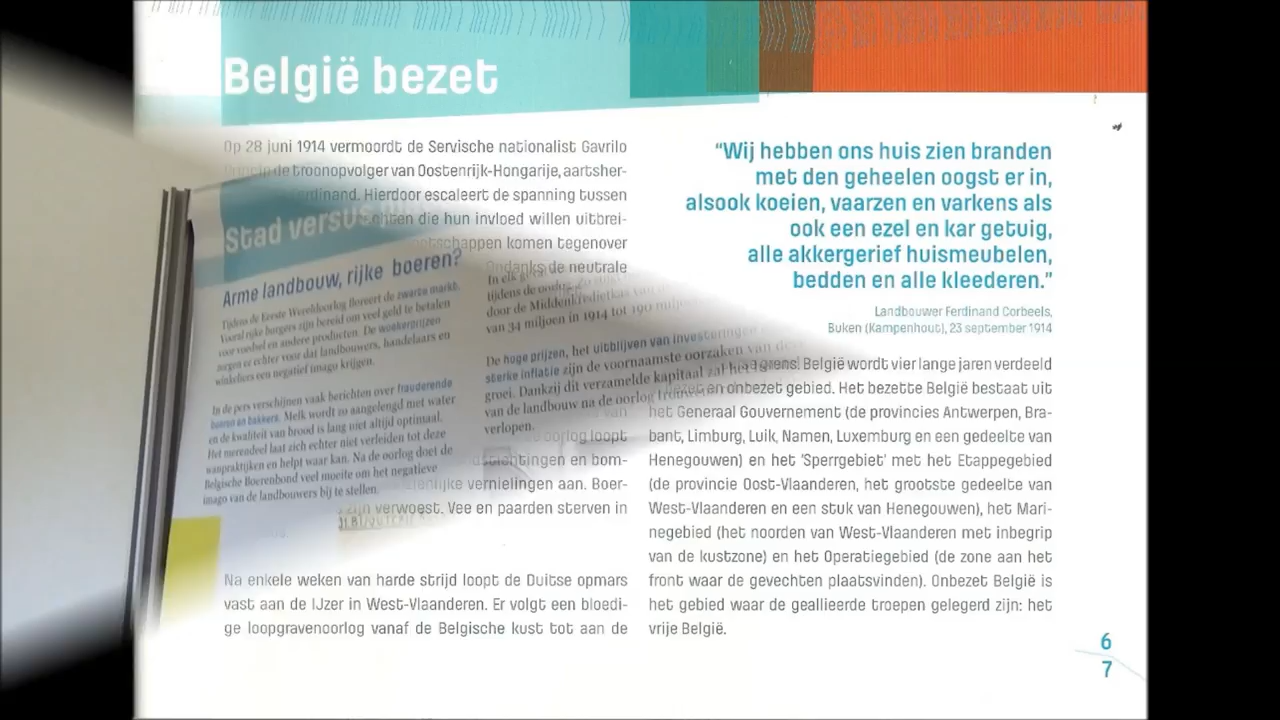 België bezet
Op 28 juni 1914 vermoordt de Servische nationalist Gavrilo
Princip de troonopvolger van Oostenrijk-Hongarije, aartsher-
Ferdinand. Hierdoor escaleert de spanning tussen
die hun invloed willen uitbrei-
komen tegenover
Ondanks de neutrale
oorlog loopt
en bom-
vernielingen aan. Boer-
zijn verwoest. Vee en paarden sterven in
Na enkele weken van harde strijd loopt de Duitse opmars
vast aan de IJzer in West-Vlaanderen. Er volgt een bloedi-
ge loopgravenoorlog vanaf de Belgische kust tot aan de
Stad versus
Arme landbouw, rijke boeren?
Tijdens de Eerste Wereldoorlog floreert de zwarte markt.
Vooral rijke burgers zijn bereid om veel geld te betalen
voor voedsel en andere producten. De woekerprijzen
zorgen er echter voor dat landbouwers, handelaars en
winkeliers een negatief imago krijgen.
In de pers verschijnen vaak berichten over frauderende
boeren en bakkers. Melk wordt zo aangelengd met water
en de kwaliteit van brood is lang niet altijd optimaal.
Het merendeel laat zich echter niet verleiden tot deze
wanpraktijken en helpt waar kan. Na de oorlog doet de
Belgische Boerenbond veel moeite om het negatieve
imago van de landbouwers bij te stellen.
In elk
tijdens de oorlog
door de Middenkredietkas van
van 34 miljoen in 1914 tot 190 miljoen
De huge prijzen, het uitblijven van investeringen
sterke inflatie zijn de voornaamste oorzaken van de
groei. Dankzij dit verzamelde kapitaal zal het
van de landbouw na de oorlog
verlopen.
“Wij hebben ons huis zien branden
met den geheelen oogst er in,
alsook koeien, vaarzen en varkens als
ook een ezel en kar getuig,
alle akkergerief huismeubelen,
bedden en alle kleederen.”
Landbouwer Ferdinand Corbeels,
Buken (Kampenhout), 23 september 1914
grens. België wordt vier lange jaren verdeeld
bezet en onbezet gebied. Het bezette België bestaat uit
het Generaal Gouvernement (de provincies Antwerpen, Bra-
bant, Limburg, Luik, Namen, Luxemburg en een gedeelte van
Henegouwen) en het ‘Sperrgebiet’ met het Etappegebied
(de provincie Oost-Vlaanderen, het grootste gedeelte van
West-Vlaanderen en een stuk van Henegouwen), het Mari-
negebied (het noorden van West-Vlaanderen met inbegrip
van de kustzone) en het Operatiegebied (de zone aan het
front waar de gevechten plaatsvinden). Onbezet België is
het gebied waar de geallieerde troepen gelegerd zijn: het
vrije België.
6
7